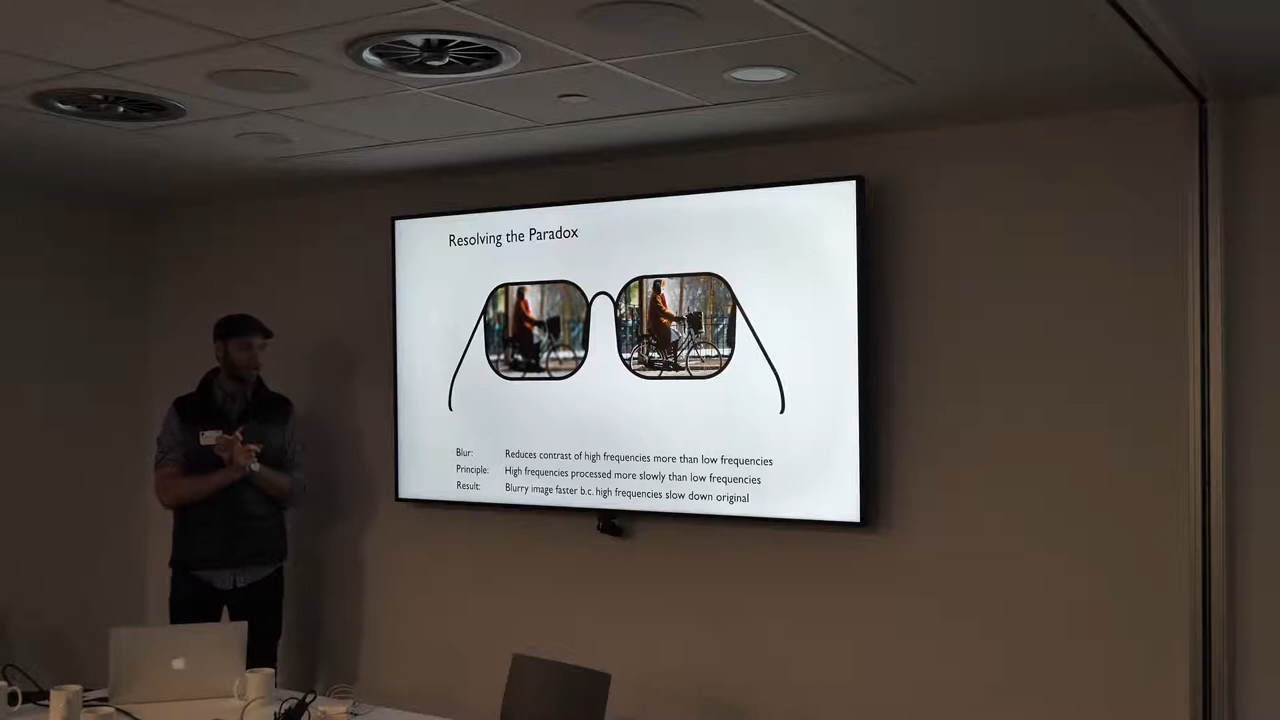 Resolving the Paradox
Blur: Reduces contrast of high frequencies more than low frequencies
Principle: High frequencies processed more slowly than low frequencies
Result: Blurry image faster b.c. high frequencies slow down original